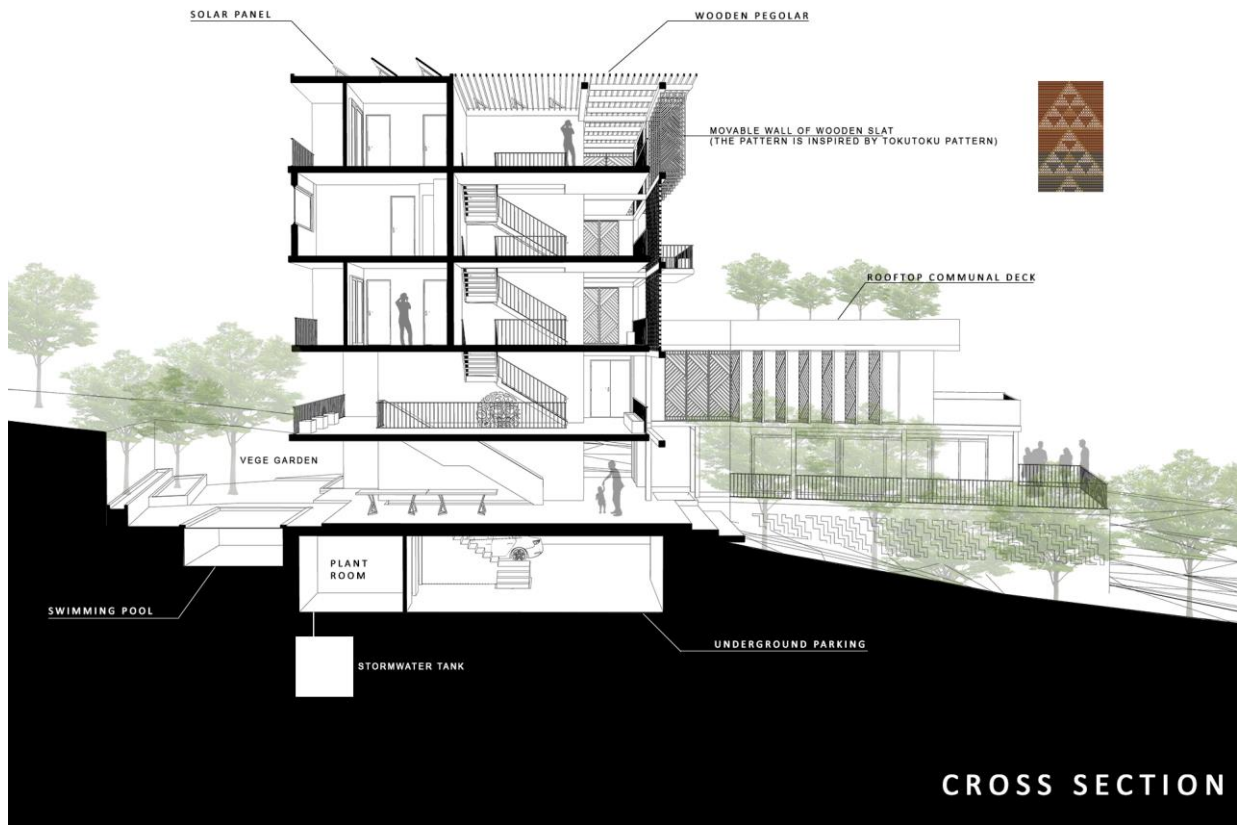 SOLAR PANEL
WOODEN PEGOLAR
MOVABLE WALL OF WOODEN SLAT
(THE PATTERN IS INSPIRED BY TOKUTOKU PATTERN)
ROOFTOP COMMUNAL DECK
VEGE GARDEN
PLANT
ROOM
SWIMMING POOL
UNDERGROUND PARKING
STORMWATER TANK
CROSS SECTION